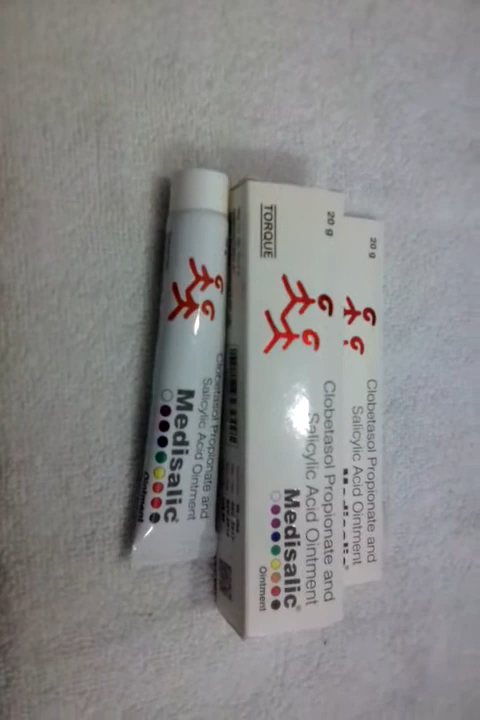 Clobetasol Propionate and
Salicylic Acid Ointment
Medisalic®
Ointment
20 g
TORQUE
Clobetasol Propionate and
Salicylic Acid Ointment
Medisalic®
Ointment
20 g
Clobetasol Propionate and
Salicylic Acid Ointment